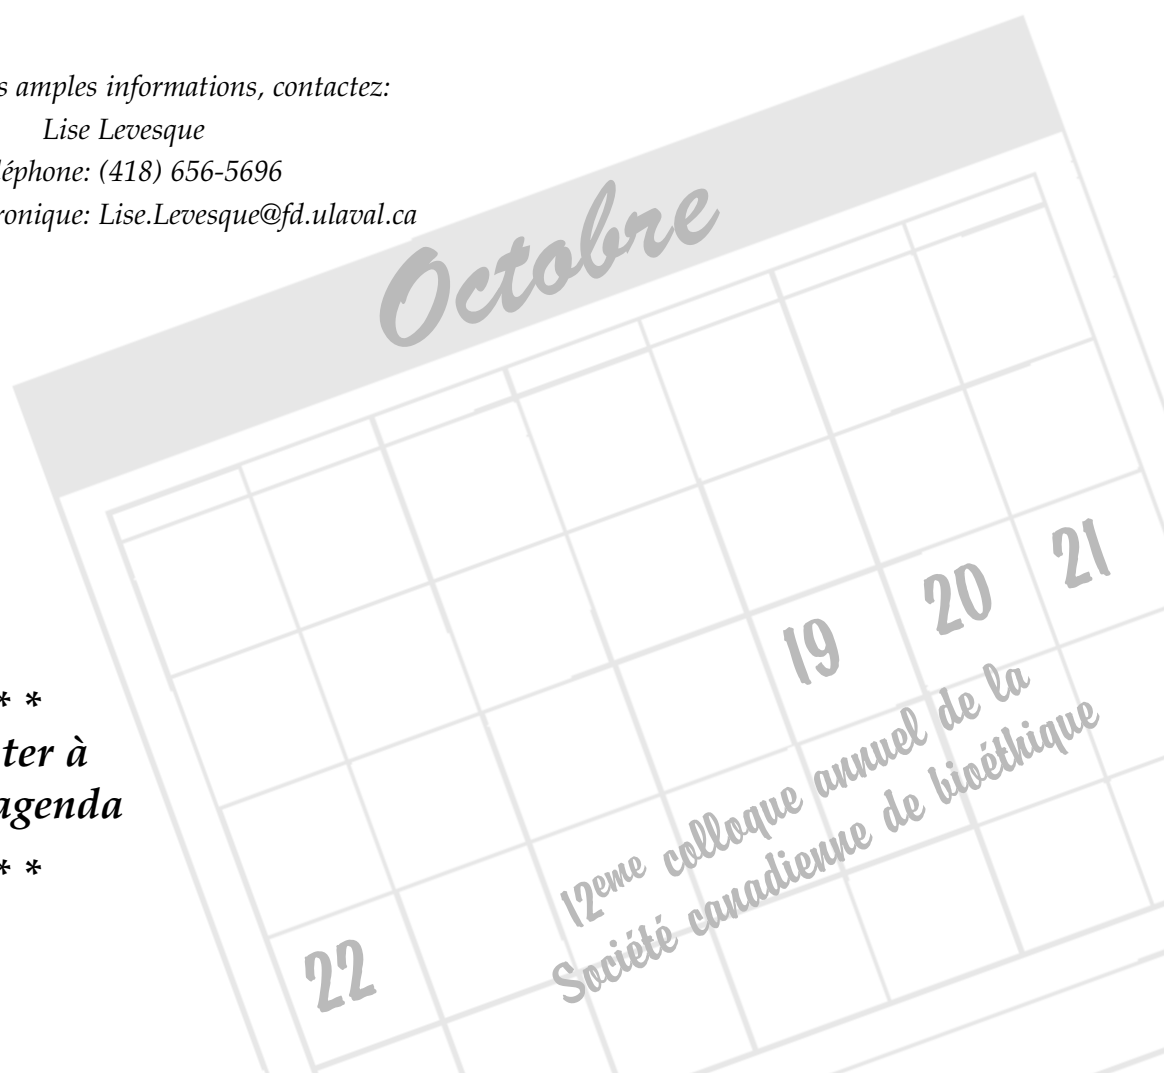 s amples informations, contactez:
Lise Levesque
léphone: (418) 656-5696
ronique: Lise.Levesque@fd.ulaval.ca
Octobre
19 20 21
* *
ter à
agenda
* *
12eme colloque annuel de la
Société canadienne de bioéthique
22